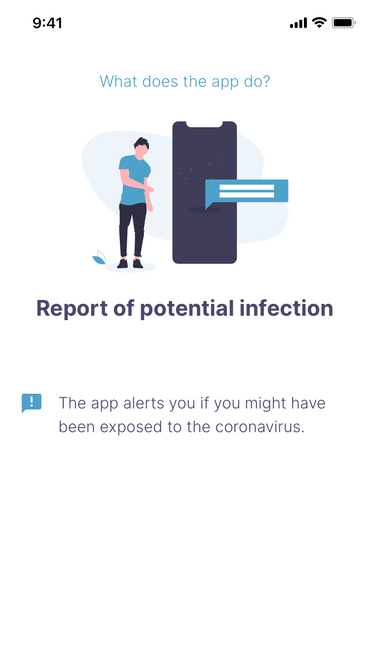 9:41
What does the app do?
Report of potential infection
The app alerts you if you might have
been exposed to the coronavirus.